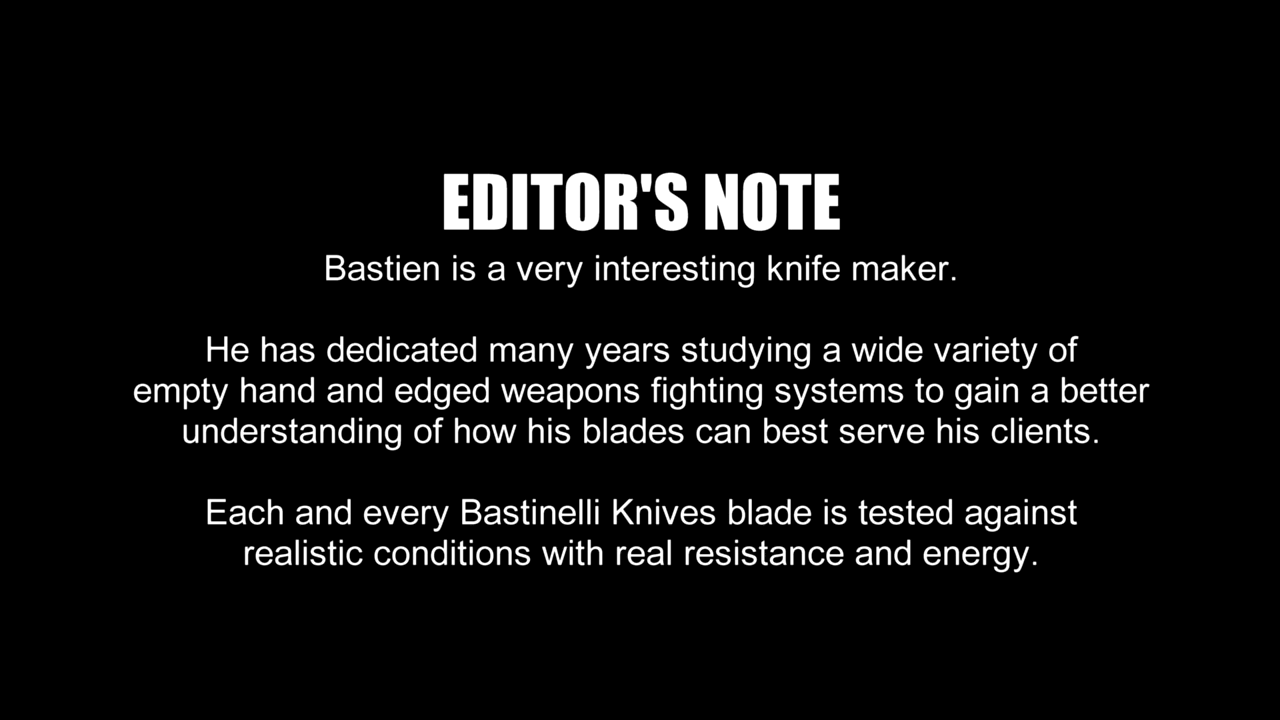 EDITOR'S NOTE
Bastien is a very interesting knife maker.
He has dedicated many years studying a wide variety of
empty hand and edged weapons fighting systems to gain a better
understanding of how his blades can best serve his clients.
Each and every Bastinelli Knives blade is tested against
realistic conditions with real resistance and energy.